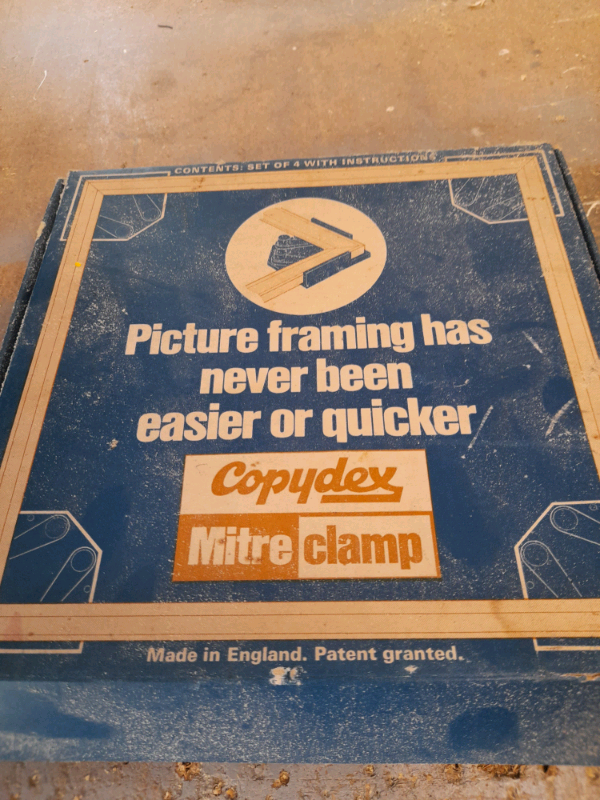 CONTENTS: SET OF 4 WITH INSTRUCTIONS
Picture framing has
never been
easier or quicker
Copydex
Mitre clamp
Made in England. Patent granted.